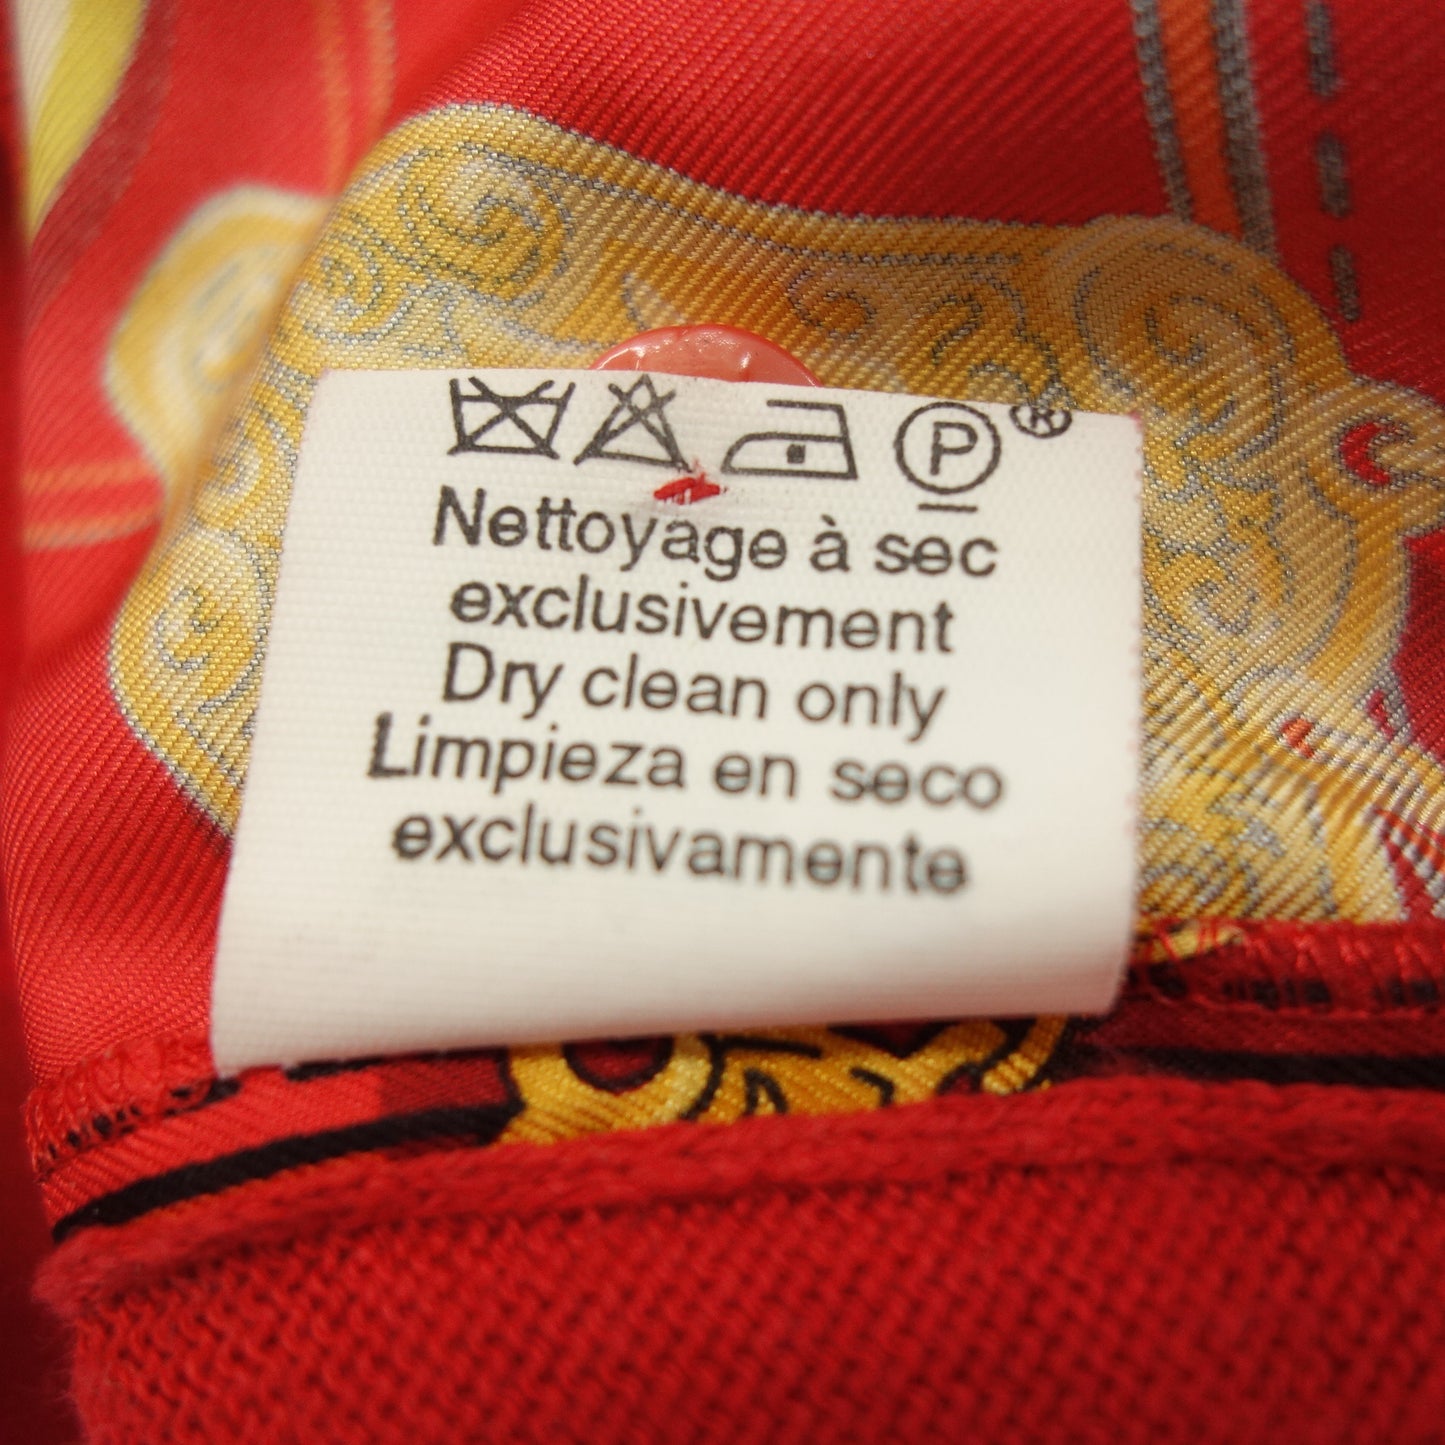 P ®
Nettoyage à sec
exclusivement
Dry clean only
Limpieza en seco
exclusivamente